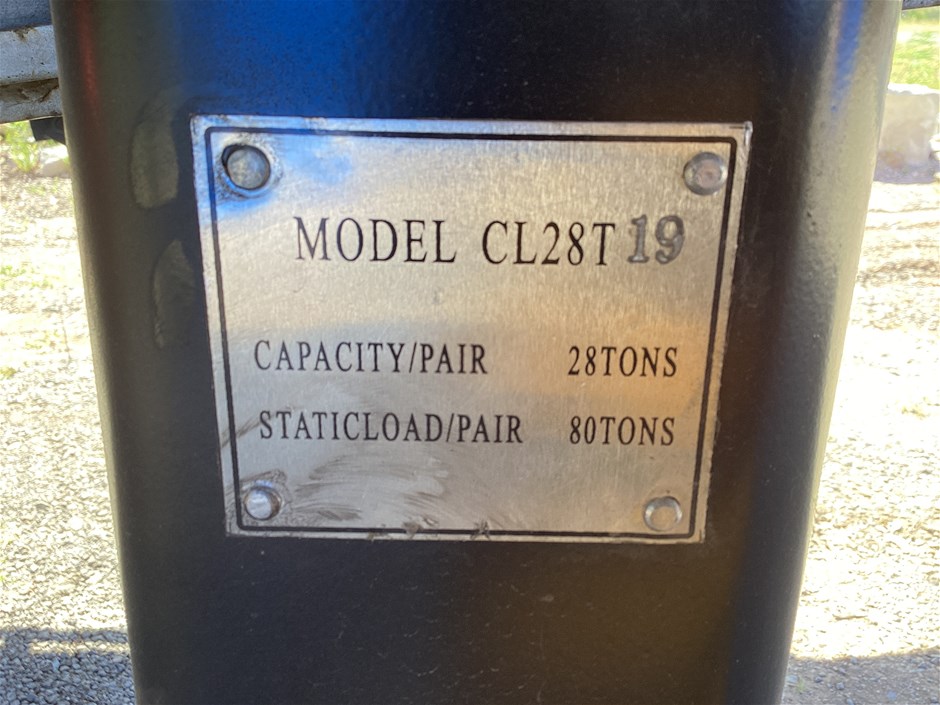 MODEL CL28T19
CAPACITY/PAIR 28TONS
STATICLOAD/PAIR 80TONS